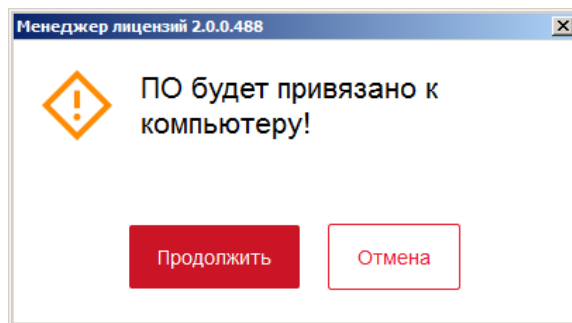 Менеджер лицензий 2.0.0.488
ПО будет привязано к
компьютеру!
Продолжить
Отмена